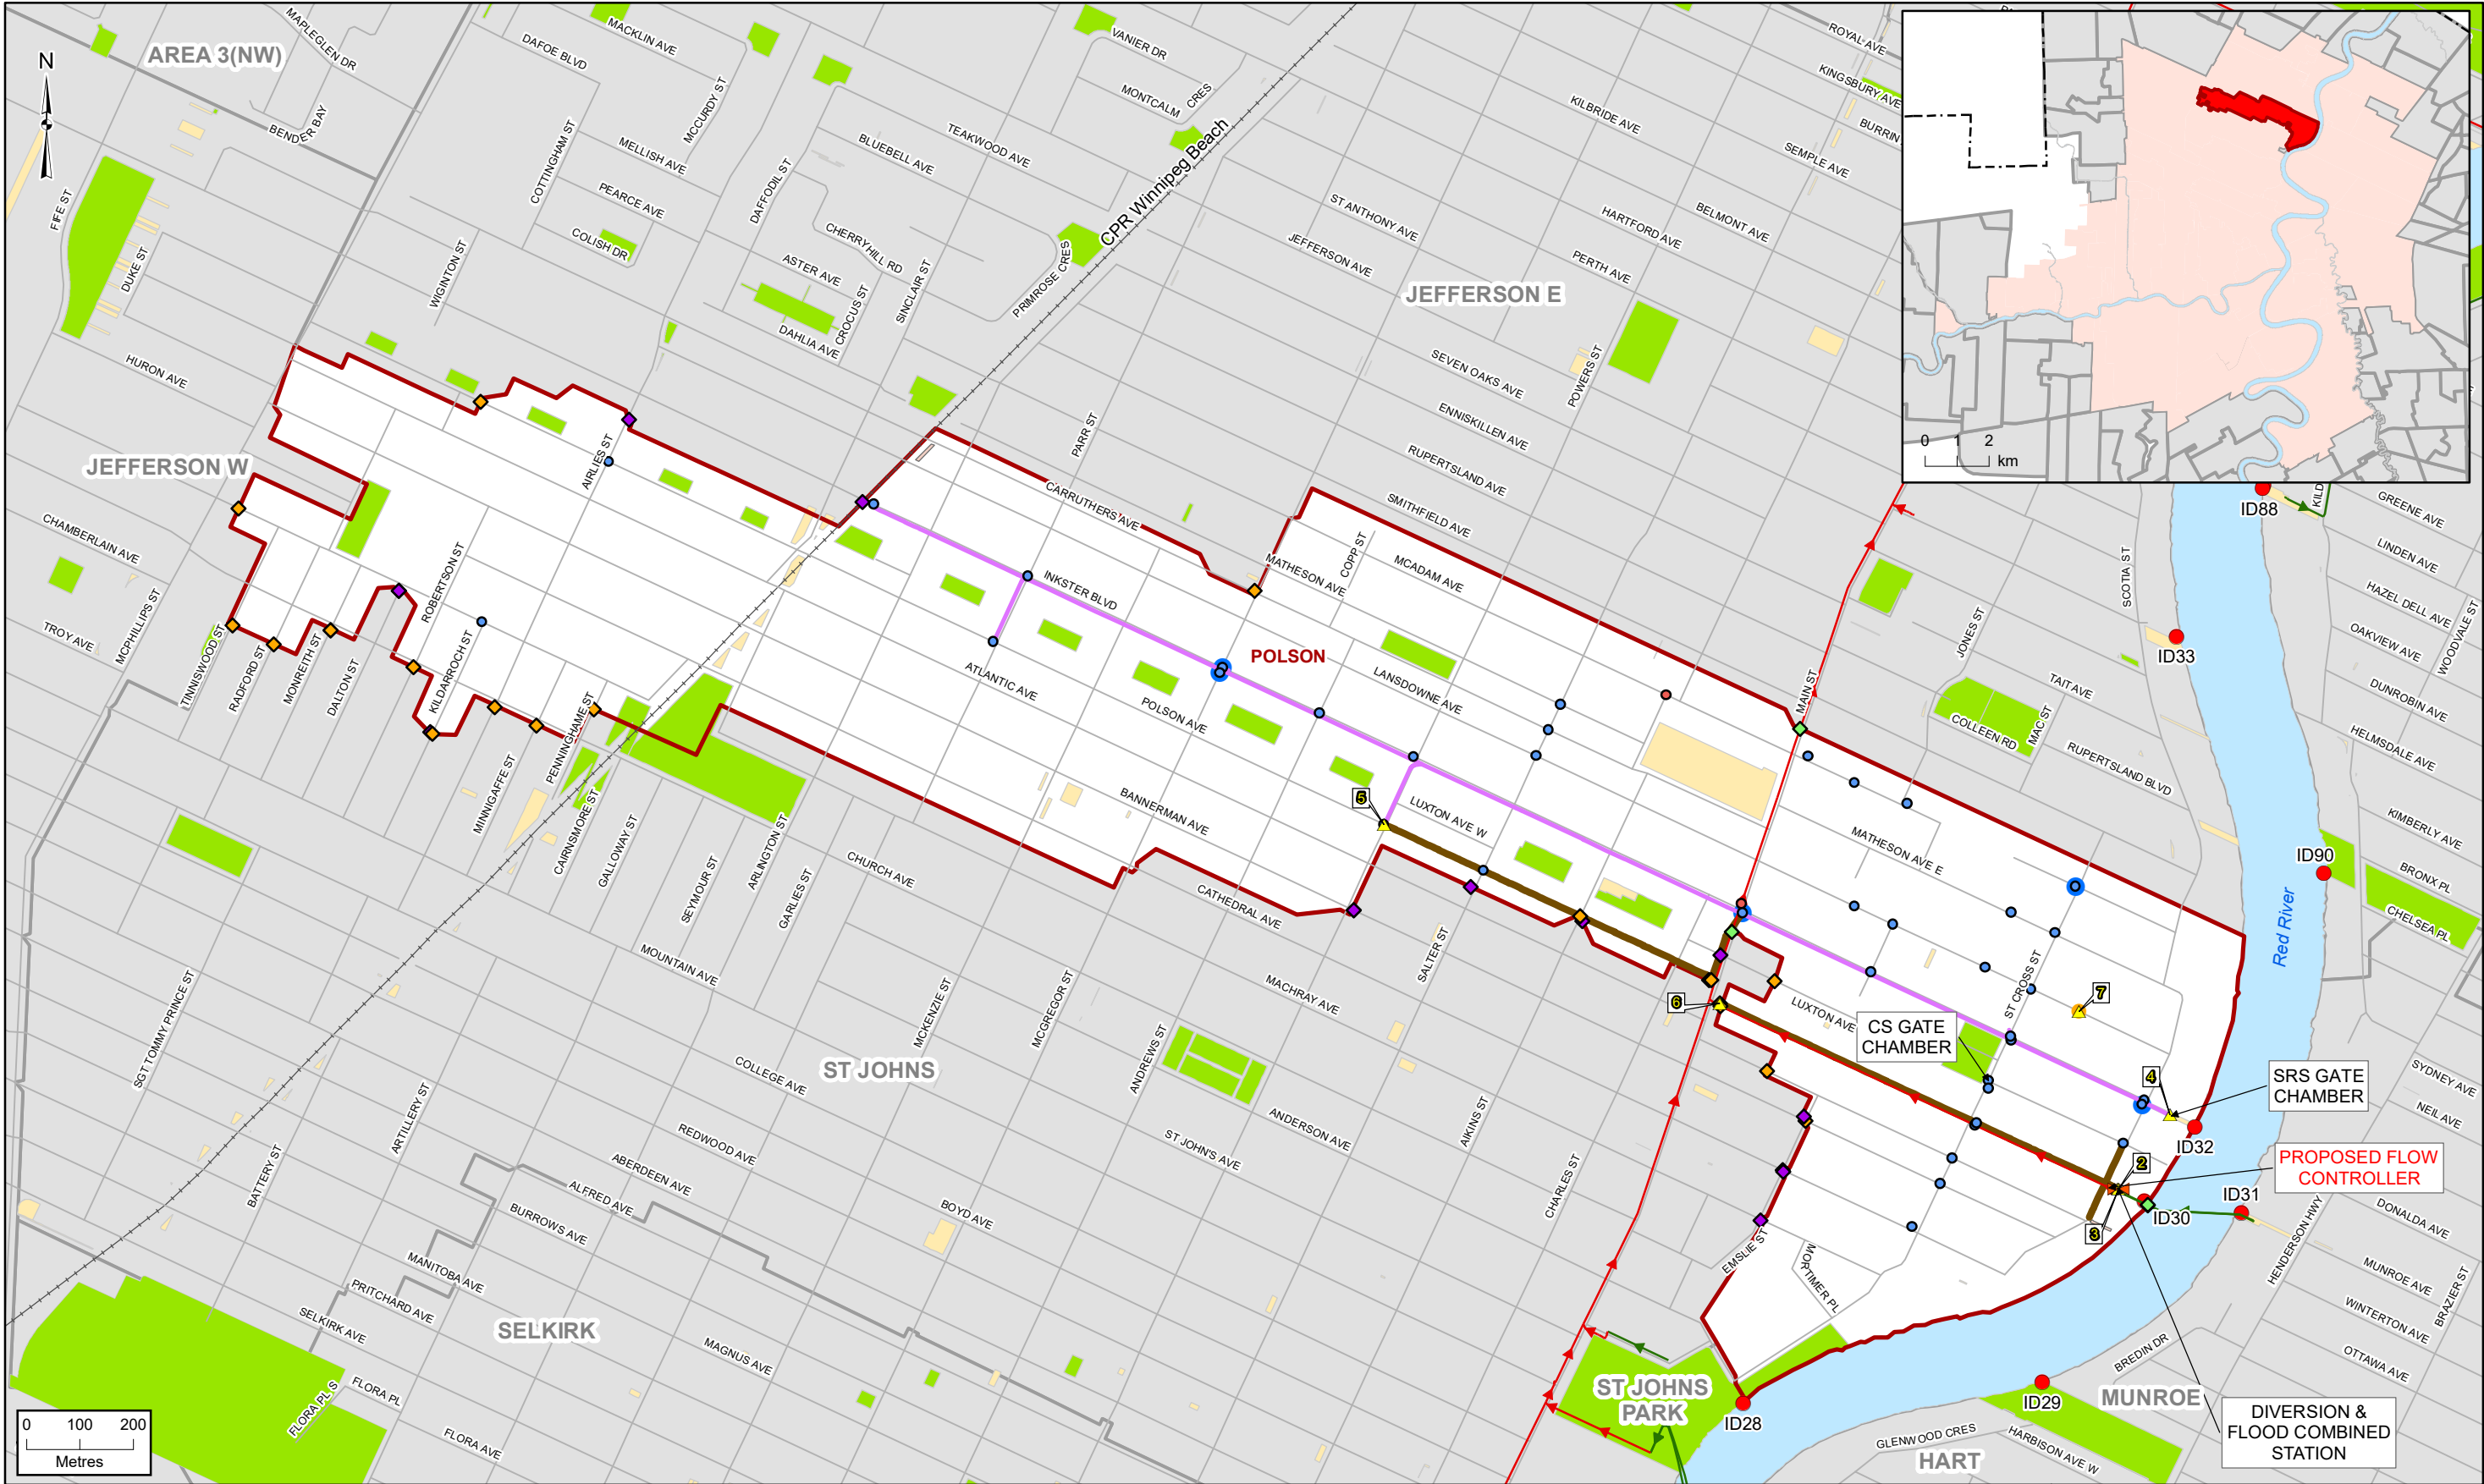 AREA 3(NW)
MAPLEGLEN DR
DAFOE BLVD
MACKLIN AVE
MCCURDY ST
VANIER DR
MONTCALM CRES
ROYAL AVE
KINGSBURY AVE
BURRIN
SEMPLE AVE
KILBRIDE AVE
N
BENDER BAY
COTTINGHAM ST
MELLISH AVE
PEARCE AVE
COLISH DR
DAFFODIL ST
BLUEBELL AVE
TEAKWOOD AVE
CPR Winnipeg Beach
ST ANTHONY AVE
JEFFERSON AVE
HARTFORD AVE
BELMONT AVE
PERTH AVE
0 1 2
km
FIFE ST
DUKE ST
WIGINTON ST
CHERRYHILL RD
ASTER AVE
CROCUS ST
SINCLAIR ST
DAHLIA AVE
PRIMROSE CRES
JEFFERSON E
HURON AVE
SEVEN OAKS AVE
POWERS ST
ENNISKILLEN AVE
RUPERTSLAND AVE
SMITHFIELD AVE
JEFFERSON W
AIRLIES ST
PARR ST
CARRUTHERS AVE
MATHESON AVE
COPP ST
MCADAM AVE
ID88
KILD
GREENE AVE
LINDEN AVE
HAZEL DELL AVE
OAKVIEW AVE
WOODVALE ST
DUNROBIN AVE
HELMSDALE AVE
SCOTIA ST
ID33
CHAMBERLAIN AVE
TROY AVE
MCPHILLIPS ST
TINNISWOOD ST
RADFORD ST
MONREITH ST
DALTON ST
ROBERTSON ST
KILDARROCH ST
INKSTER BLVD
POLSON
ATLANTIC AVE
POLSON AVE
LANSDOWNE AVE
MAIN ST
JONES ST
TAIT AVE
MAC ST
COLLEEN RD
RUPERTSLAND BLVD
KIMBERLY AVE
MINNIGAFFE ST
PENNINGHAME ST
CAIRNSMORE ST
GALLOWAY ST
SEYMOUR ST
ARLINGTON ST
GARLIES ST
CHURCH AVE
BANNERMAN AVE
CATHEDRAL AVE
5
LUXTON AVE W
MATHESON AVE E
ID90
BRONX PL
CHELSEA PL
Red River
SGT TOMMY PRINCE ST
MOUNTAIN AVE
MCKENZIE ST
MCGREGOR ST
MACHRAY AVE
SALTER ST
6
LUXTON AVE
CS GATE
CHAMBER
ST CROSS ST
7
4
SRS GATE
CHAMBER
SYDNEY AVE
NEIL AVE
ID32
ARTILLERY ST
BATTERY ST
ST JOHNS
COLLEGE AVE
REDWOOD AVE
ABERDEEN AVE
ALFRED AVE
BURROWS AVE
BOYD AVE
ANDREWS ST
ANDERSON AVE
ST JOHN'S AVE
AIKINS ST
CHARLES ST
2
PROPOSED FLOW
CONTROLLER
3
ID30
ID31
HENDERSON HWY
DONALDA AVE
MUNROE AVE
WINTERTON AVE
BRAZIER ST
OTTAWA AVE
EMSLIE ST
MORTIMER PL
MANITOBA AVE
PRITCHARD AVE
SELKIRK AVE
SELKIRK
MAGNUS AVE
FLORA PL S
FLORA PL
FLORA AVE
ST JOHNS
PARK
ID28
ID29
BREDIN DR
MUNROE
GLENWOOD CRES
HARBISON AVE W
HART
DIVERSION &
FLOOD COMBINED
STATION
0 100 200
Metres